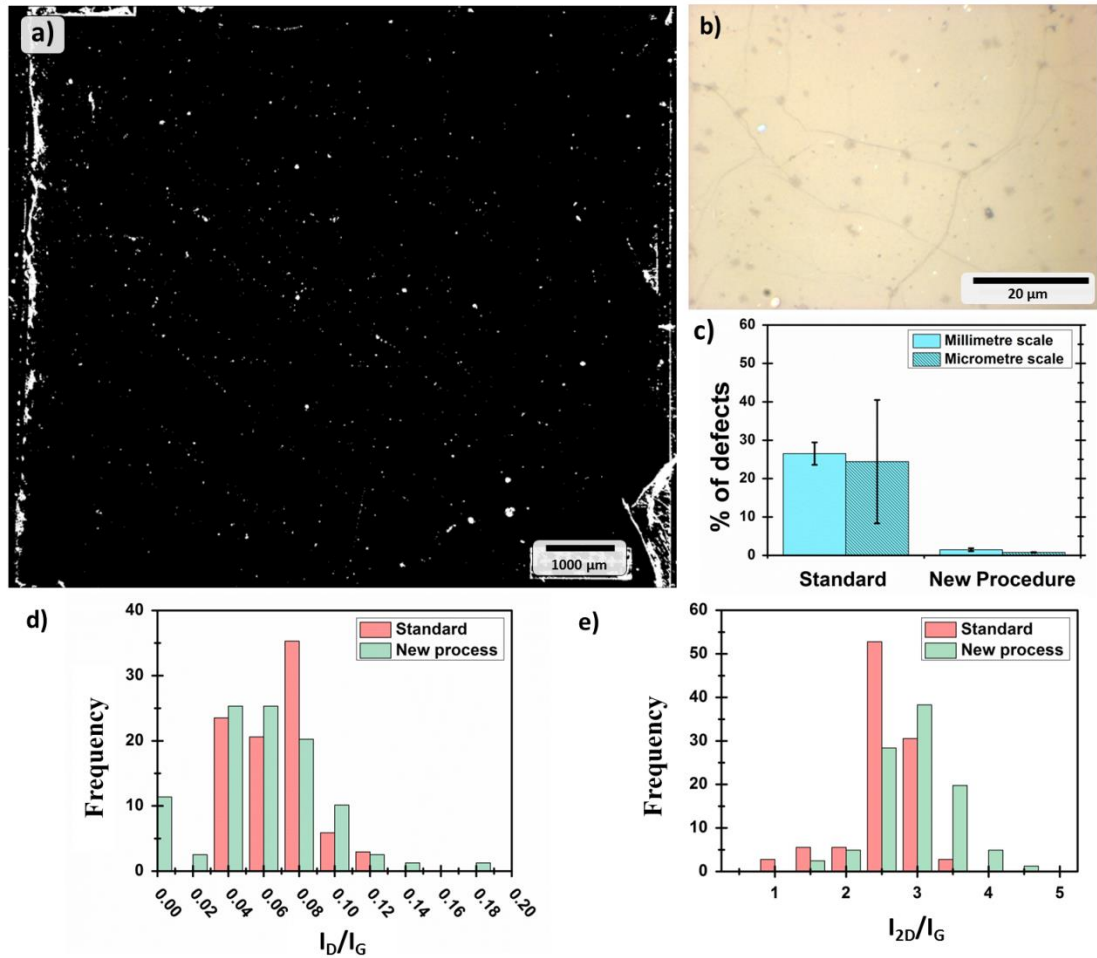 a)
1000 µm
b)
20 µm
c)
% of defects
60
50
40
30
20
10
0
Millimetre scale
Micrometre scale
Standard
New Procedure
d)
Frequency
40
30
20
10
0
Standard
New process
0.00
0.02
0.04
0.06
0.08
0.10
0.12
0.14
0.16
0.18
0.20
I_D/I_G
e)
Frequency
60
50
40
30
20
10
0
Standard
New process
1
2
3
4
5
I_2D/I_G